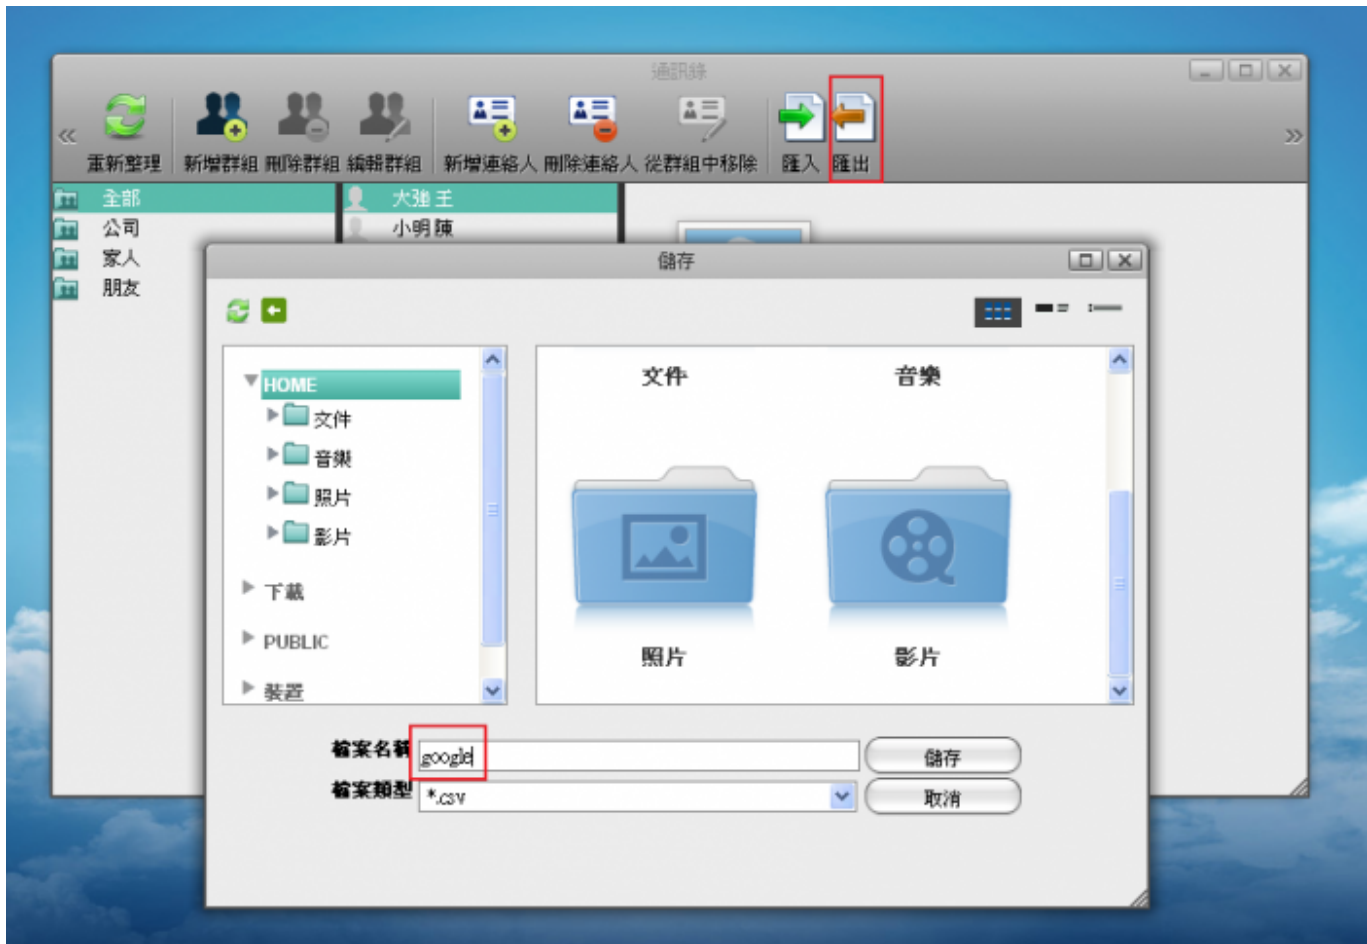 通訊錄
重新整理 新增群組 刪除群組 編輯群組 新增連絡人 刪除連絡人 從群組中移除 匯入 匯出
全部
公司
家人
朋友
大強 王
小明 陳
儲存
HOME
文件
音樂
照片
影片
下載
PUBLIC
裝置
文件 音樂
照片 影片
檔案名稱 google 儲存
檔案類型 *.csv 取消